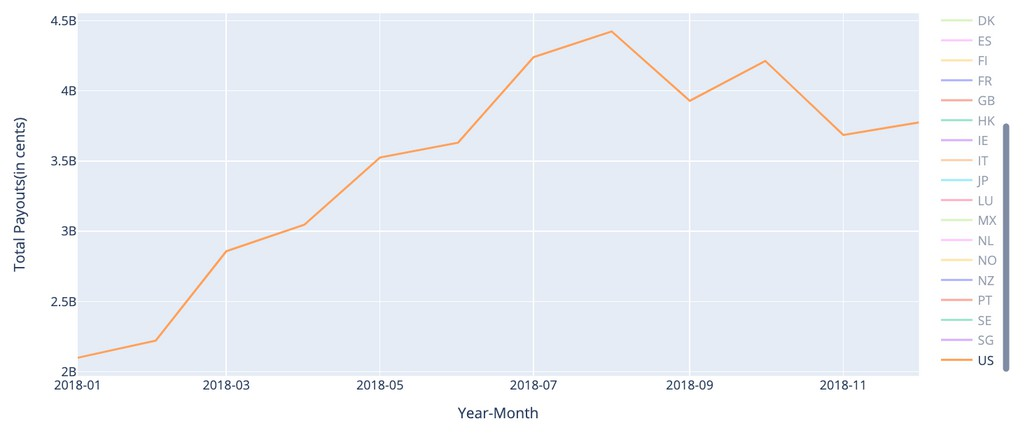 Total Payouts(in cents)
4.5B
4B
3.5B
3B
2.5B
2B
2018-01
2018-03
2018-05
2018-07
2018-09
2018-11
Year-Month
DK
ES
FI
FR
GB
HK
IE
IT
JP
LU
MX
NL
NO
NZ
PT
SE
SG
US